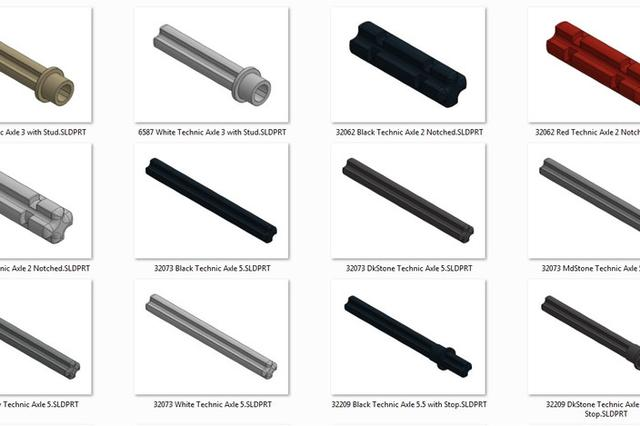 Axle 3 with Stud.SLDPRT
6587 White Technic Axle 3 with Stud.SLDPRT
32062 Black Technic Axle 2 Notched.SLDPRT
32062 Red Technic Axle 2
Axle 2 Notched.SLDPRT
32073 Black Technic Axle 5.SLDPRT
32073 DkStone Technic Axle 5.SLDPRT
32073 MdStone Technic Axle
Technic Axle 5.SLDPRT
32073 White Technic Axle 5.SLDPRT
32209 Black Technic Axle 5.5 with Stop.SLDPRT
32209 DkStone Technic Axle
Stop.SLDPRT